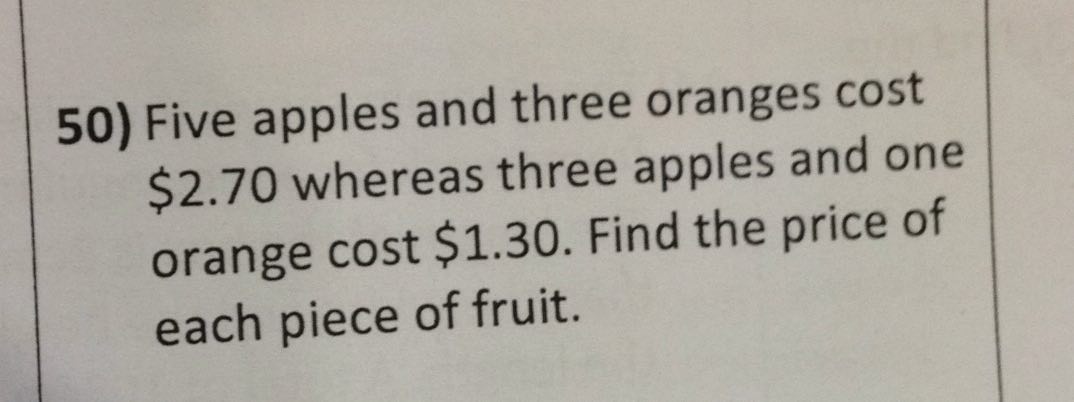 50) Five apples and three oranges cost
$2.70 whereas three apples and one
orange cost $1.30. Find the price of
each piece of fruit.